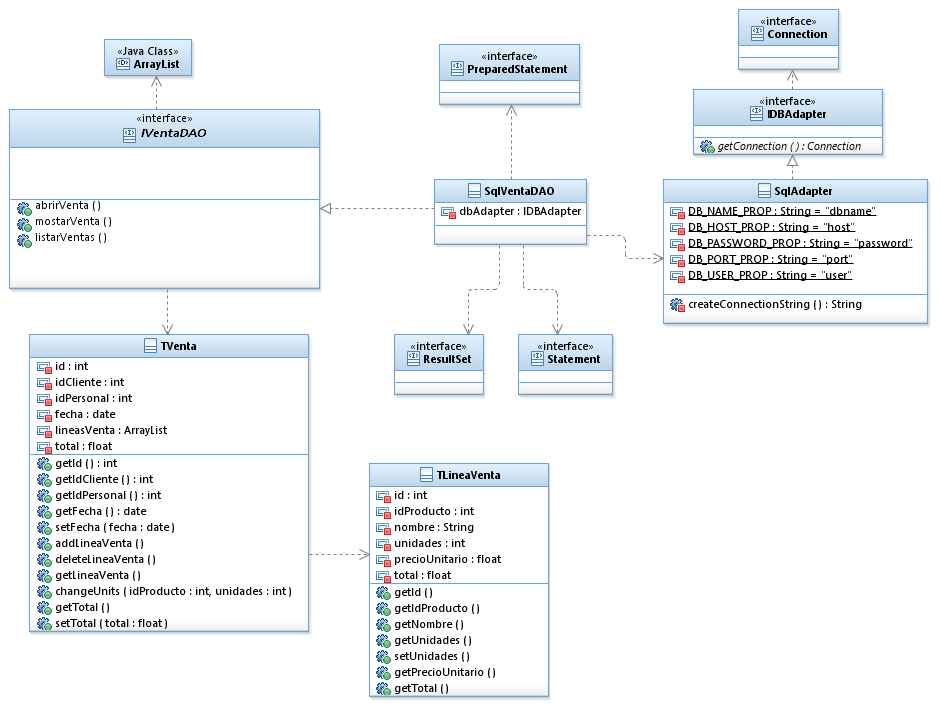 «interface»
Connection
«Java Class»
ArrayList
«interface»
PreparedStatement
«interface»
IDBAdapter
getConnection ( ) : Connection
«interface»
IVentaDAO
abrirVenta ( )
mostarVenta ( )
listarVentas ( )
SqlVentaDAO
dbAdapter : IDBAdapter
SqlAdapter
DB_NAME_PROP : String = "dbname"
DB_HOST_PROP : String = "host"
DB_PASSWORD_PROP : String = "password"
DB_PORT_PROP : String = "port"
DB_USER_PROP : String = "user"
createConnectionString ( ) : String
«interface»
ResultSet
«interface»
Statement
TVenta
id : int
idCliente : int
idPersonal : int
fecha : date
lineasVenta : ArrayList
total : float
getId ( ) : int
getIdCliente ( ) : int
getIdPersonal ( ) : int
getFecha ( ) : date
setFecha ( fecha : date )
addLineaVenta ( )
deleteLineaVenta ( )
getLineaVenta ( )
changeUnits ( idProducto : int, unidades : int )
getTotal ( )
setTotal ( total : float )
TLineaVenta
id : int
idProducto : int
nombre : String
unidades : int
precioUnitario : float
total : float
getId ( )
getIdProducto ( )
getNombre ( )
getUnidades ( )
setUnidades ( )
getPrecioUnitario ( )
getTotal ( )